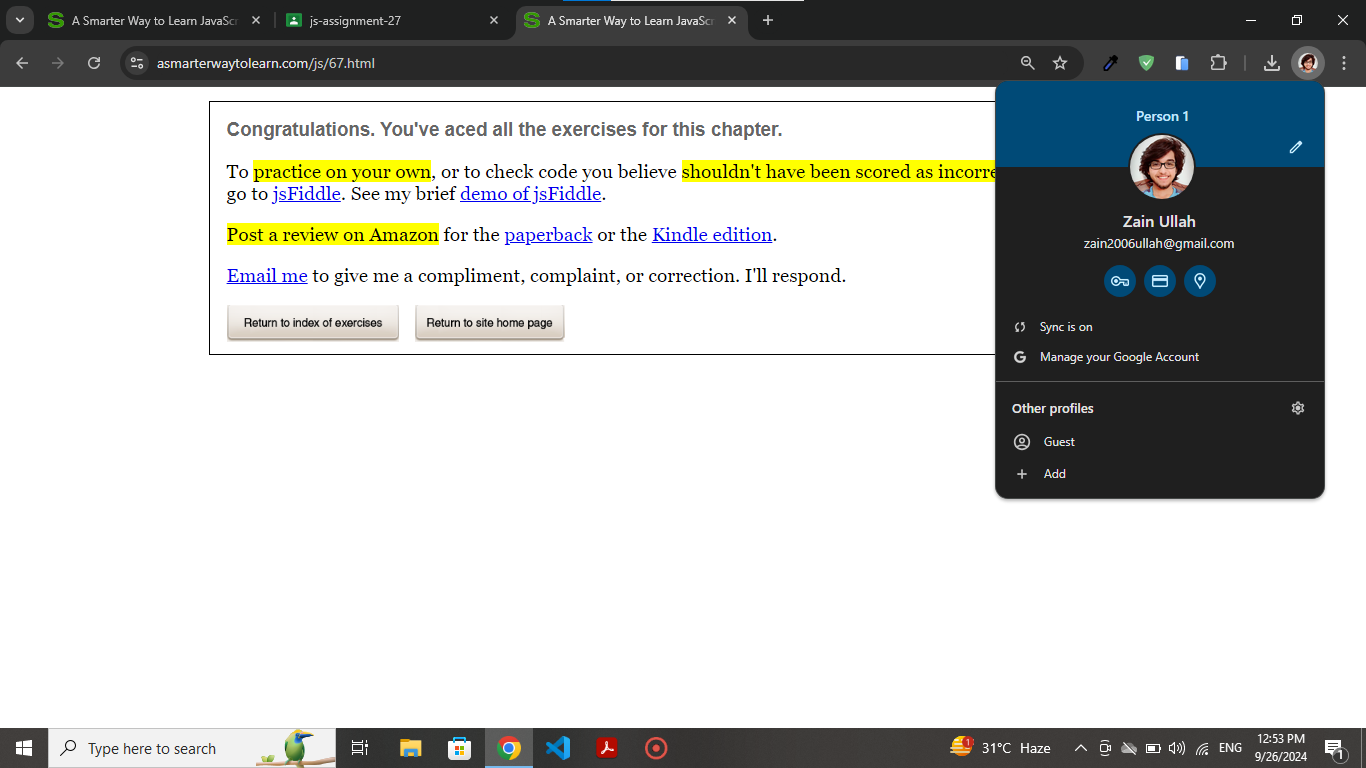 A Smarter Way to Learn JavaSc
js-assignment-27
A Smarter Way to Learn JavaSc
asmarterwaytolearn.com/js/67.html
Congratulations. You've aced all the exercises for this chapter.
To practice on your own, or to check code you believe shouldn't have been scored as incorre
go to jsFiddle. See my brief demo of jsFiddle.
Post a review on Amazon for the paperback or the Kindle edition.
Email me to give me a compliment, complaint, or correction. I'll respond.
Return to index of exercises
Return to site home page
Person 1
Zain Ullah
zain2006ullah@gmail.com
Sync is on
Manage your Google Account
Other profiles
Guest
Add
Type here to search
1
31°C Haze
ENG
12:53 PM
9/26/2024
1